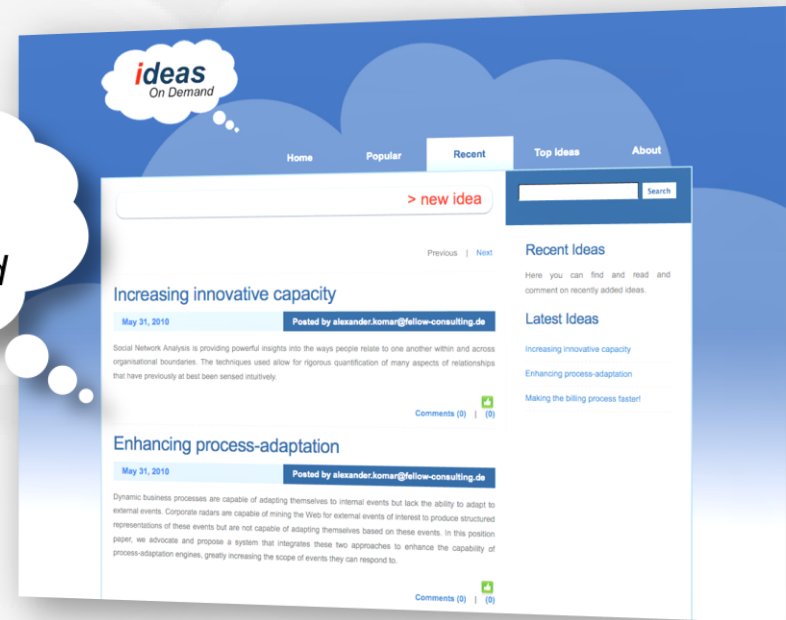 ideas
On Demand
Home Popular Recent Top Ideas About
> new idea
Search
Previous | Next
Increasing innovative capacity
May 31, 2010 Posted by alexander.komar@fellow-consulting.de
Social Network Analysis is providing powerful insights into the ways people relate to one another within and across
organisational boundaries. The techniques used allow for rigorous quantification of many aspects of relationships
that have previously at best been sensed intuitively.
Comments (0) | (0)
Enhancing process-adaptation
May 31, 2010 Posted by alexander.komar@fellow-consulting.de
Dynamic business processes are capable of adapting themselves to internal events but lack the ability to adapt to
external events. Corporate radars are capable of mining the Web for external events of interest to produce structured
representations of these events but are not capable of adapting themselves based on these events. In this position
paper, we advocate and propose a system that integrates these two approaches to enhance the capability of
process-adaptation engines, greatly increasing the scope of events they can respond to.
Comments (0) | (0)
Recent Ideas
Here you can find and read and
comment on recently added ideas.
Latest Ideas
Increasing innovative capacity
Enhancing process-adaptation
Making the billing process faster!